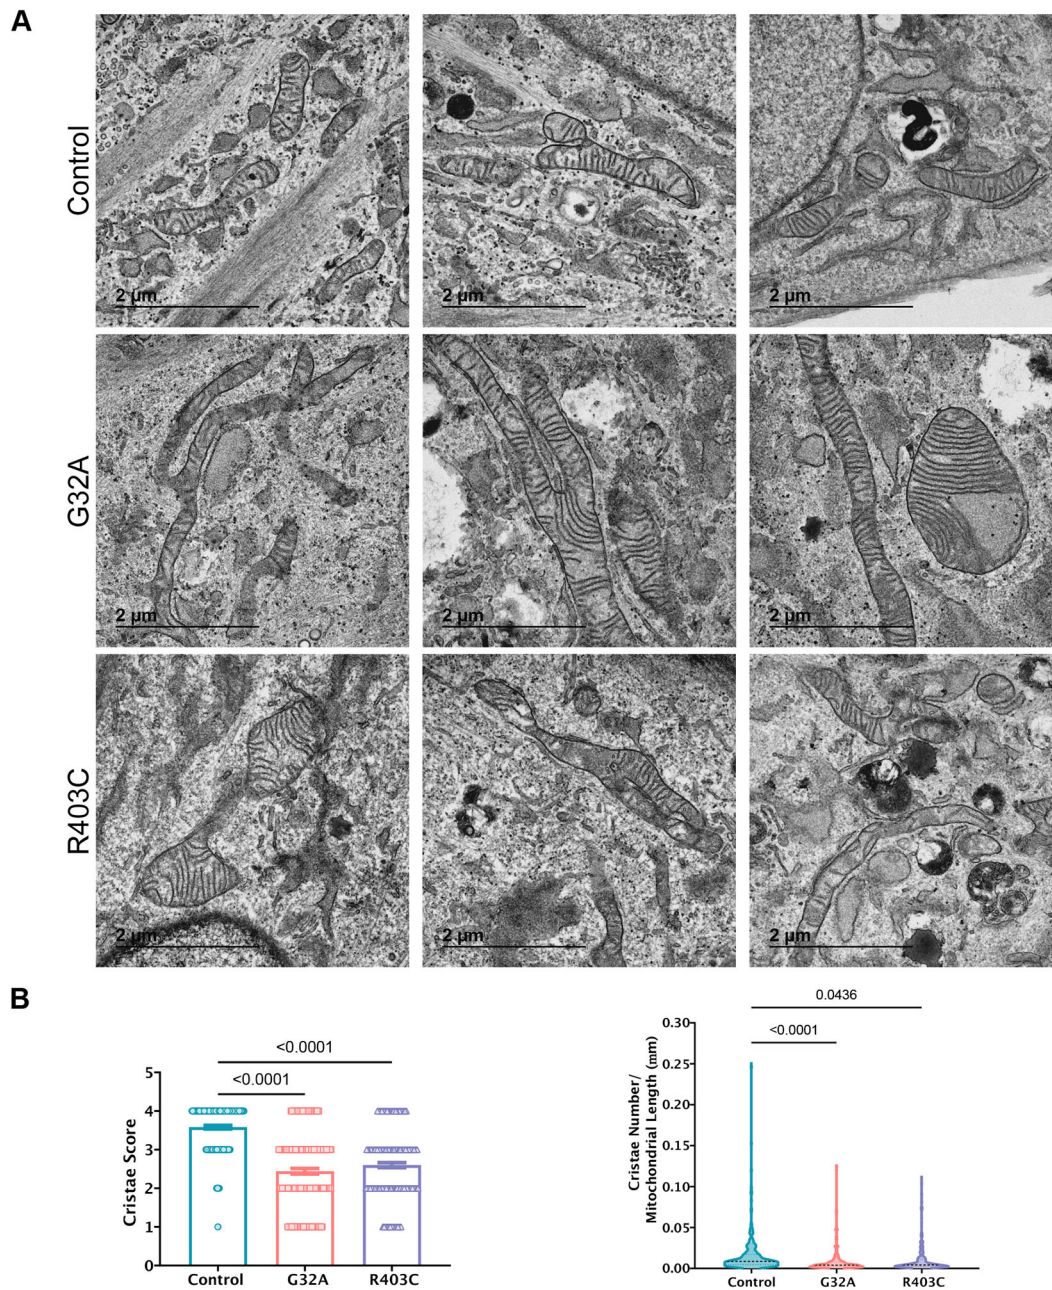 A
Control
2 µm
2 µm
2 µm
G32A
2 µm
2 µm
2 µm
R403C
2 µm
2 µm
2 µm
B
<0.0001
<0.0001
Cristae Score
5
4
3
2
1
0
Control
G32A
R403C
0.0436
<0.0001
Cristae Number/
Mitochondrial Length (mm)
0.30
0.25
0.20
0.15
0.10
0.05
0.00
Control
G32A
R403C